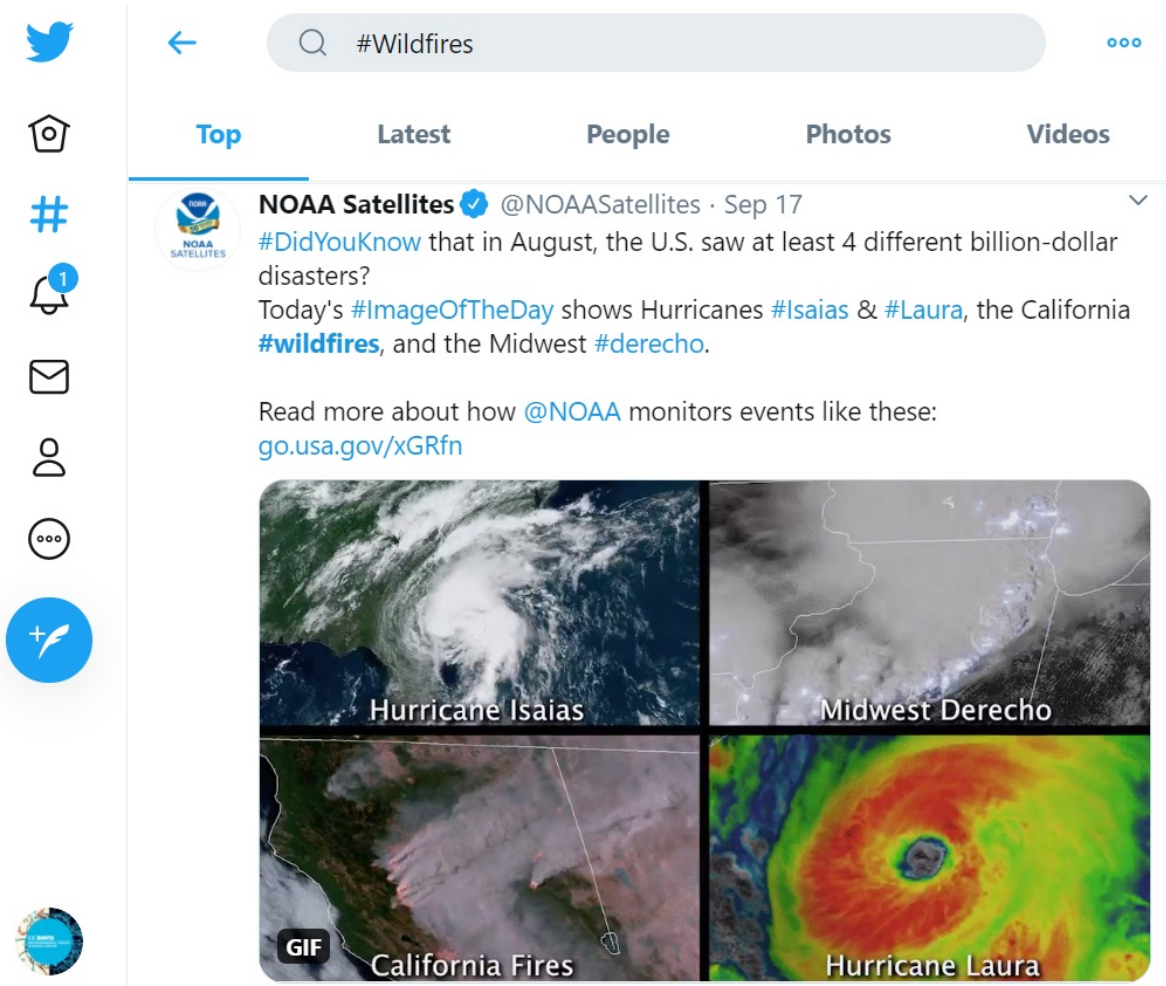 #Wildfires
Top Latest People Photos Videos
NOAA Satellites @NOAASatellites · Sep 17
#DidYouKnow that in August, the U.S. saw at least 4 different billion-dollar
disasters?
Today's #ImageOfTheDay shows Hurricanes #Isaias & #Laura, the California
#wildfires, and the Midwest #derecho.
Read more about how @NOAA monitors events like these:
go.usa.gov/xGRfn
NOAA
NOAA
SATELLITES
1
Hurricane Isaias
Midwest Derecho
GIF
California Fires
Hurricane Laura
UC DAVIS